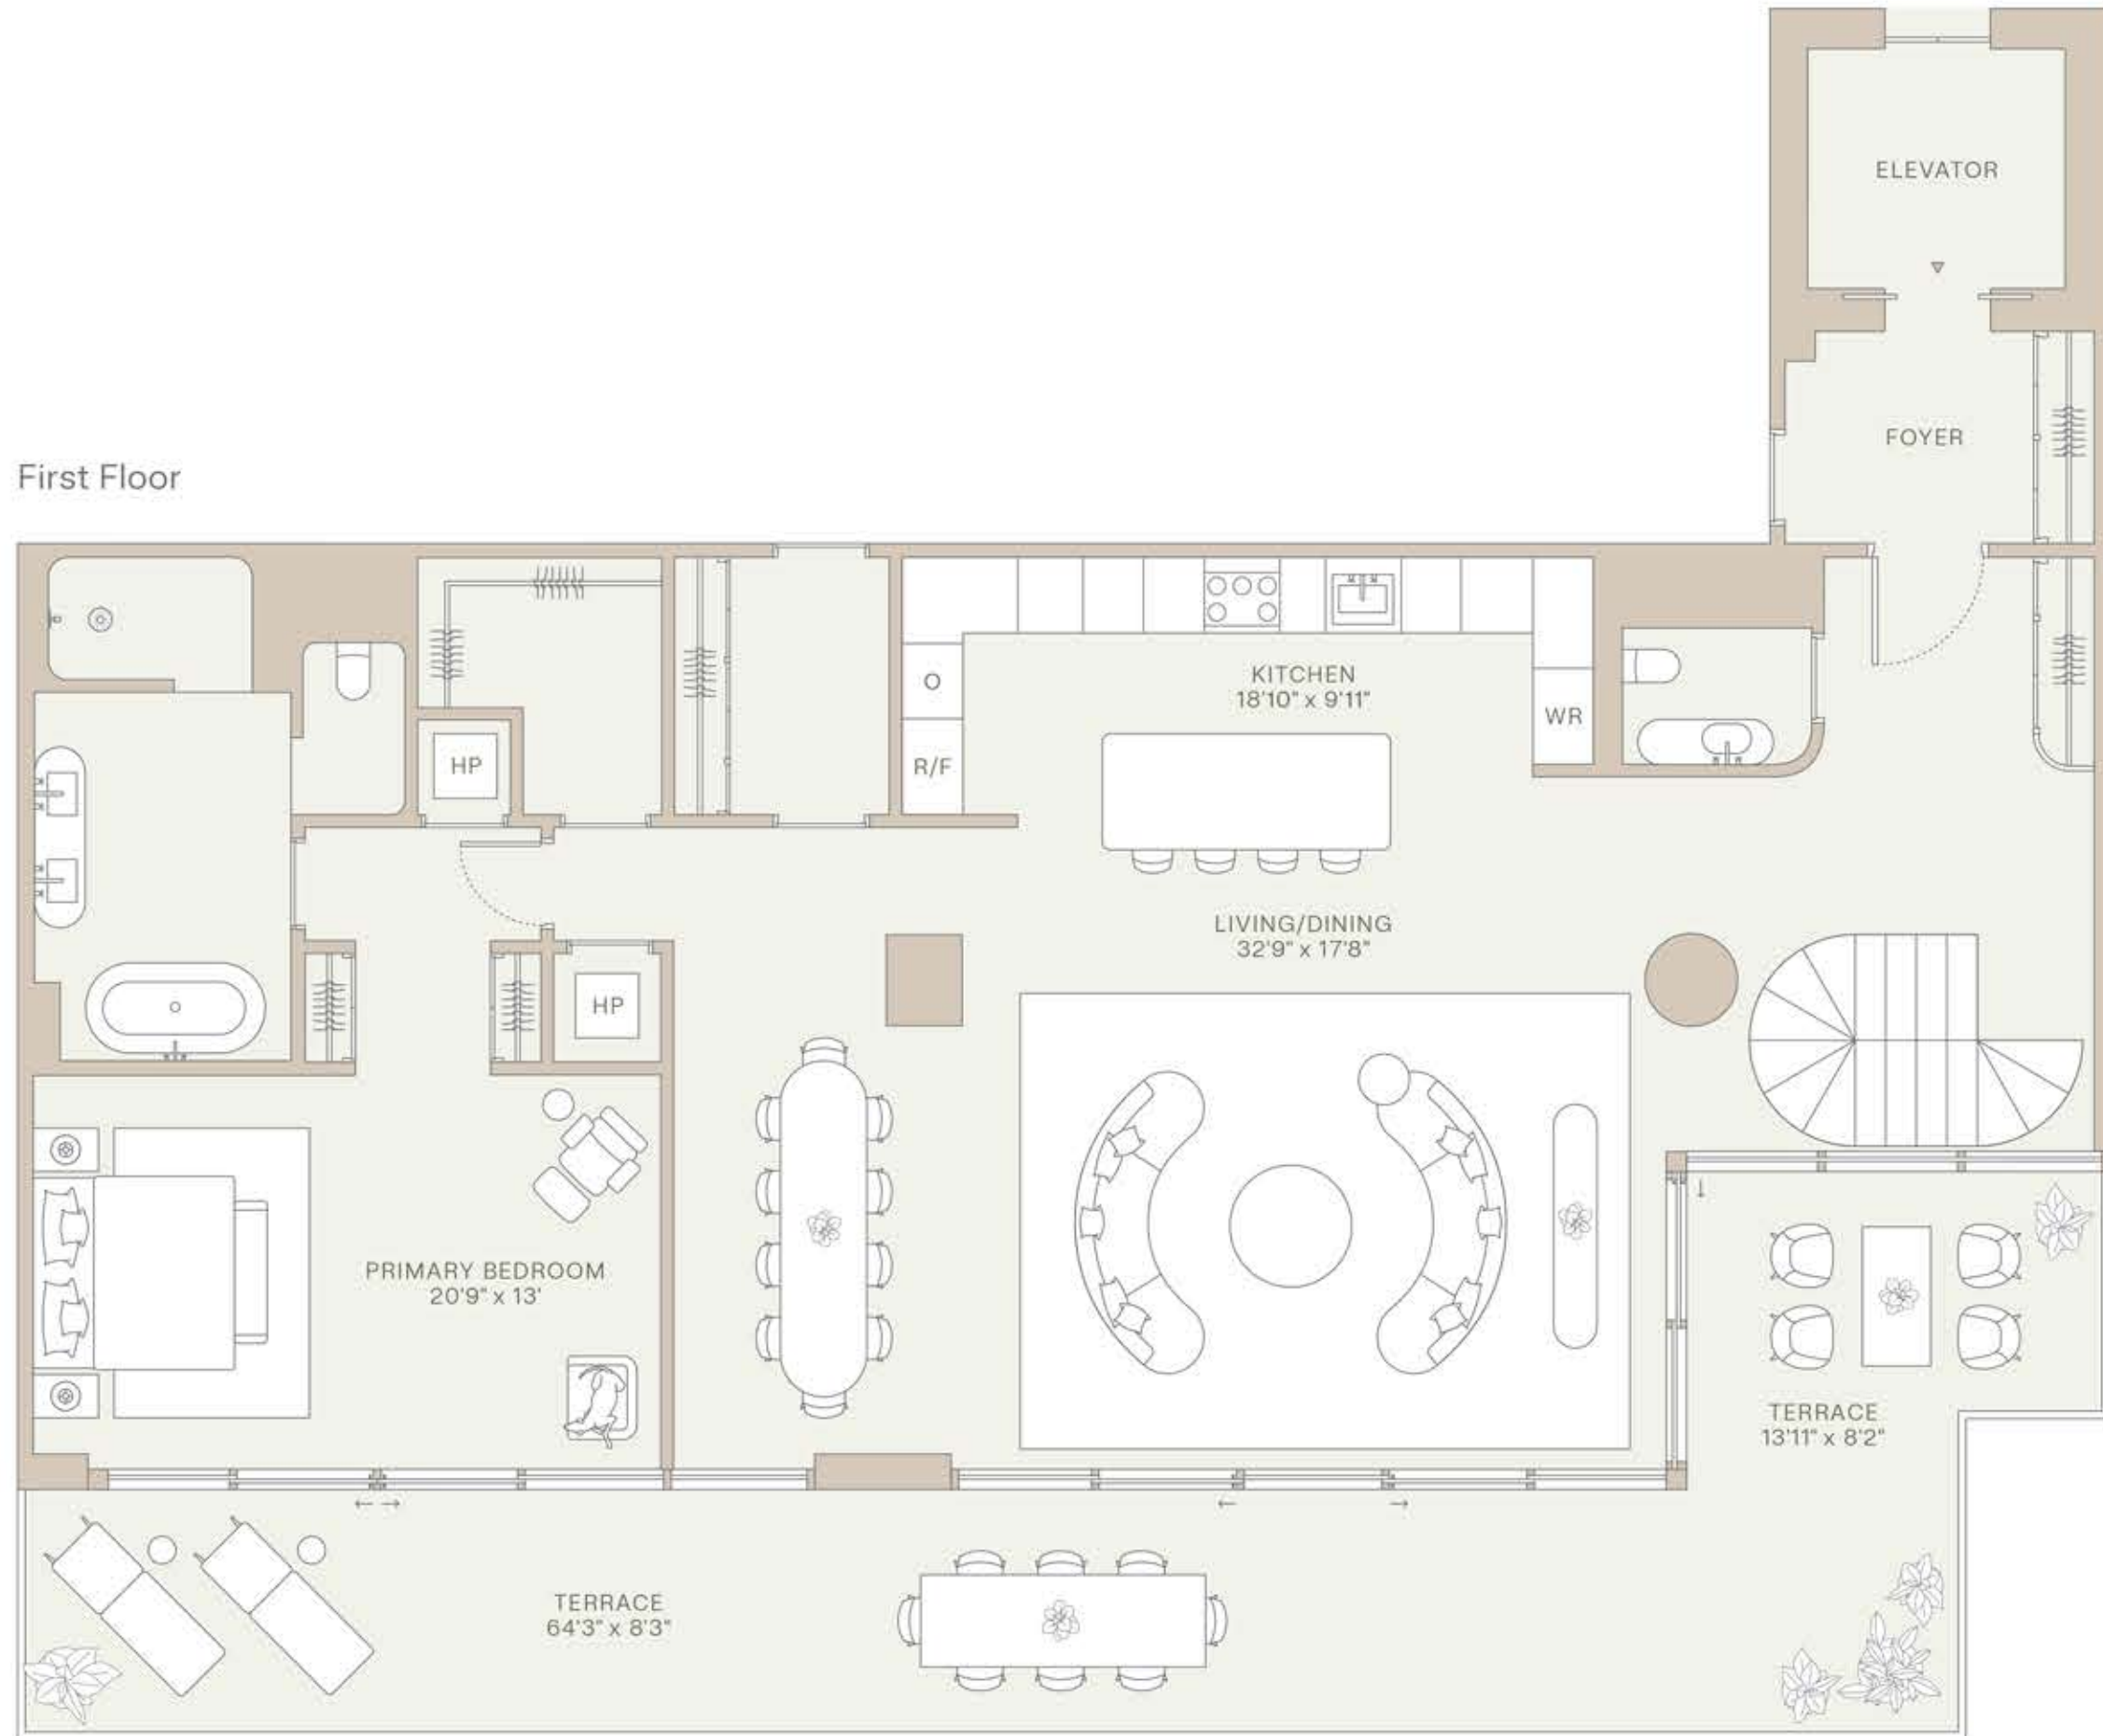 ELEVATOR
FOYER
First Floor
KITCHEN
18'10" x 9'11"
O
WR
HP
R/F
LIVING/DINING
32'9" x 17'8"
HP
PRIMARY BEDROOM
20'9" x 13'
TERRACE
13'11" x 8'2"
TERRACE
64'3" x 8'3"